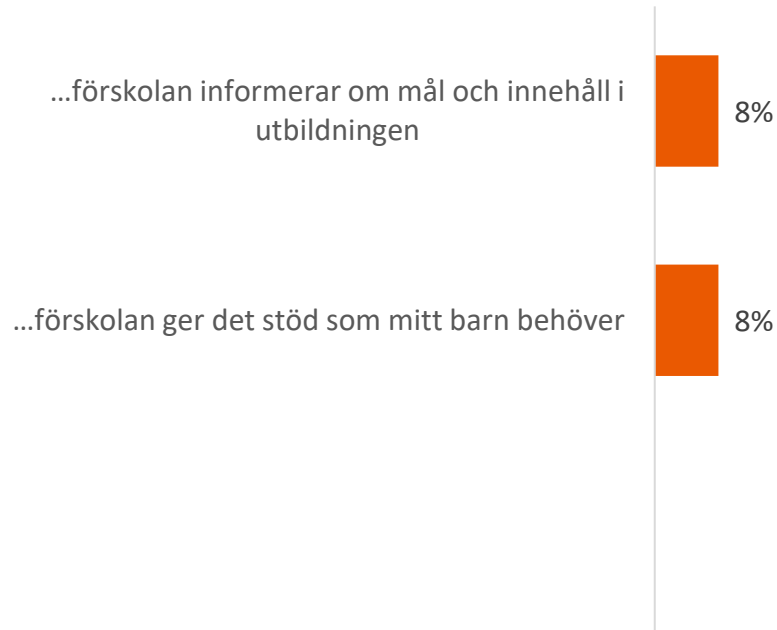 ...förskolan informerar om mål och innehåll i
utbildningen
8%
...förskolan ger det stöd som mitt barn behöver
8%